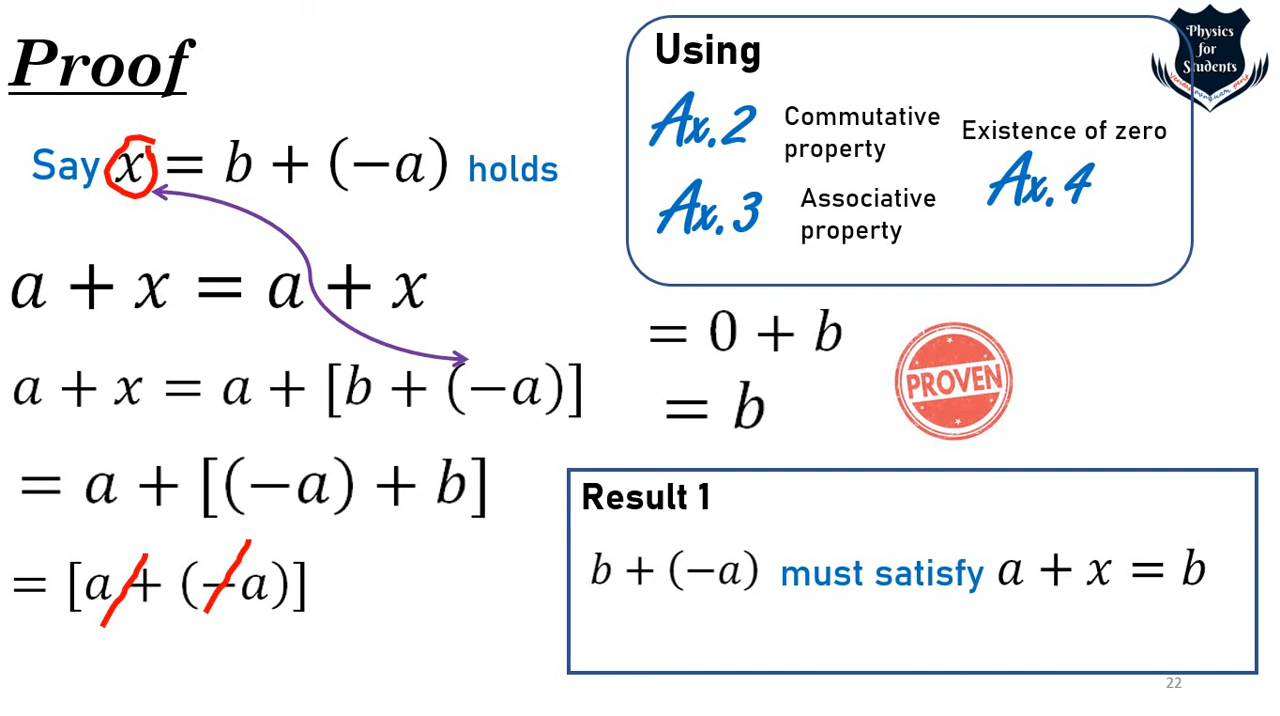 Proof
Say x = b + (−a) holds
a + x = a + x
a + x = a + [b + (−a)]
= a + [(−a) + b]
= [a + (−a)]
Using
Ax.2 Commutative property
Ax.3 Associative property
Existence of zero
Ax.4
Physics
for
Students
= 0 + b
= b
PROVEN
Result 1
b + (−a) must satisfy a + x = b
22